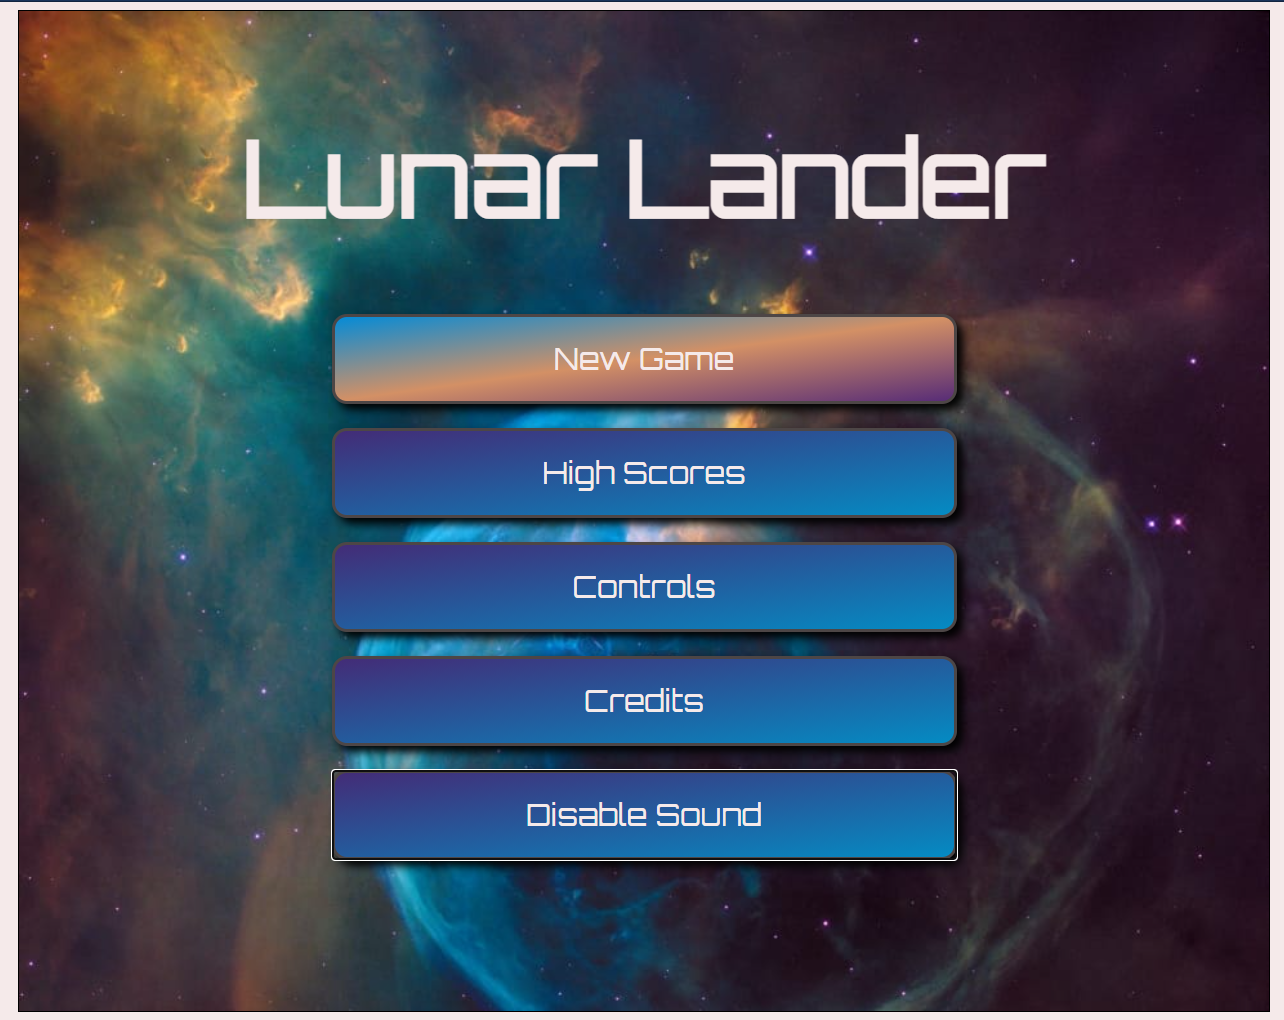 Lunar Lander
New Game
High Scores
Controls
Credits
Disable Sound